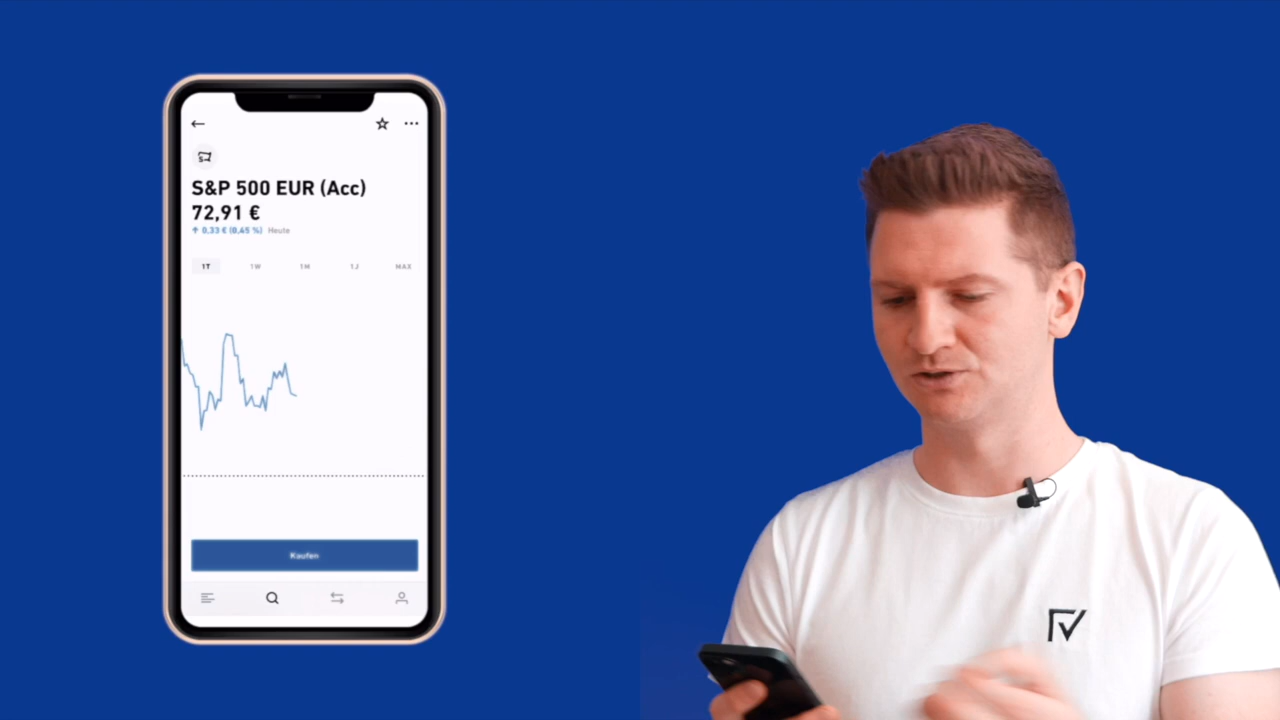 S&P 500 EUR (Acc)
72,91 €
↑ 0,33 € (0,45 %) Heute
1T 1W 1M 1J MAX
Kaufen